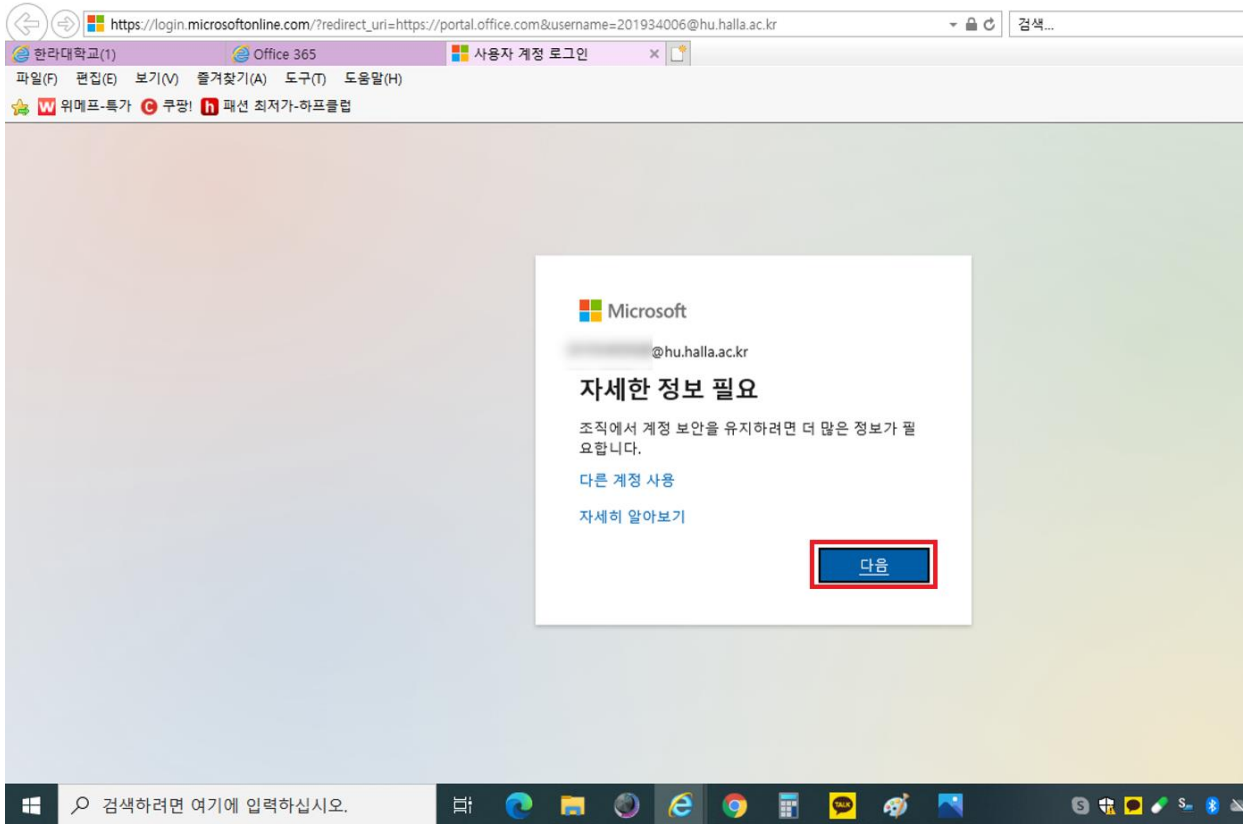 https://login.microsoftonline.com/?redirect_uri=https://portal.office.com&username=201934006@hu.halla.ac.kr
검색...
한라대학교(1)
Office 365
사용자 계정 로그인
파일(F) 편집(E) 보기(V) 즐겨찾기(A) 도구(T) 도움말(H)
위메프-특가 쿠팡! 패션 최저가-하프클럽
Microsoft
@hu.halla.ac.kr
자세한 정보 필요
조직에서 계정 보안을 유지하려면 더 많은 정보가 필
요합니다.
다른 계정 사용
자세히 알아보기
다음
검색하려면 여기에 입력하십시오.
TALK